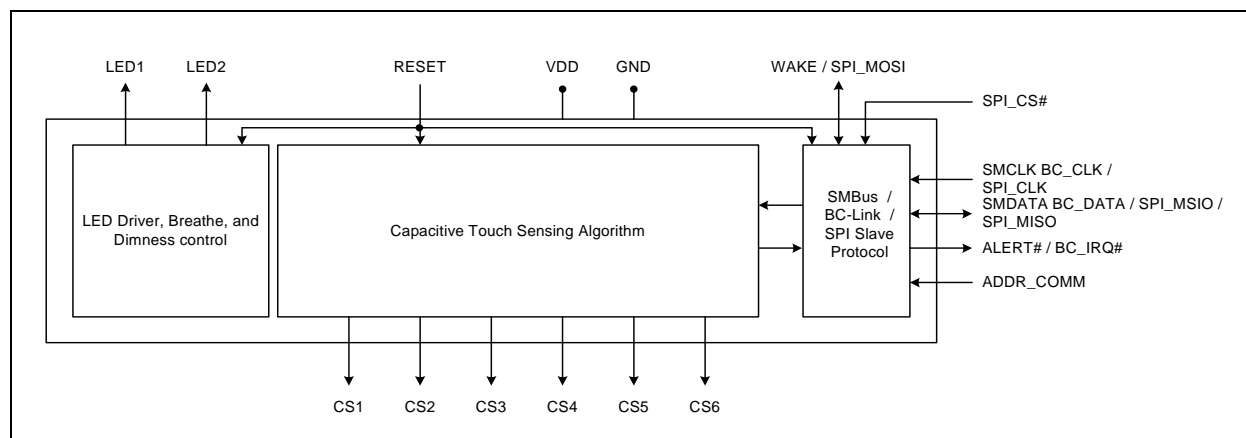 LED1
LED2
RESET
VDD
GND
WAKE / SPI_MOSI
SPI_CS#
LED Driver, Breathe, and
Dimness control
Capacitive Touch Sensing Algorithm
SMBus /
BC-Link /
SPI Slave
Protocol
SMCLK BC_CLK /
SPI_CLK
SMDATA BC_DATA / SPI_MSIO /
SPI_MISO
ALERT# / BC_IRQ#
ADDR_COMM
CS1
CS2
CS3
CS4
CS5
CS6